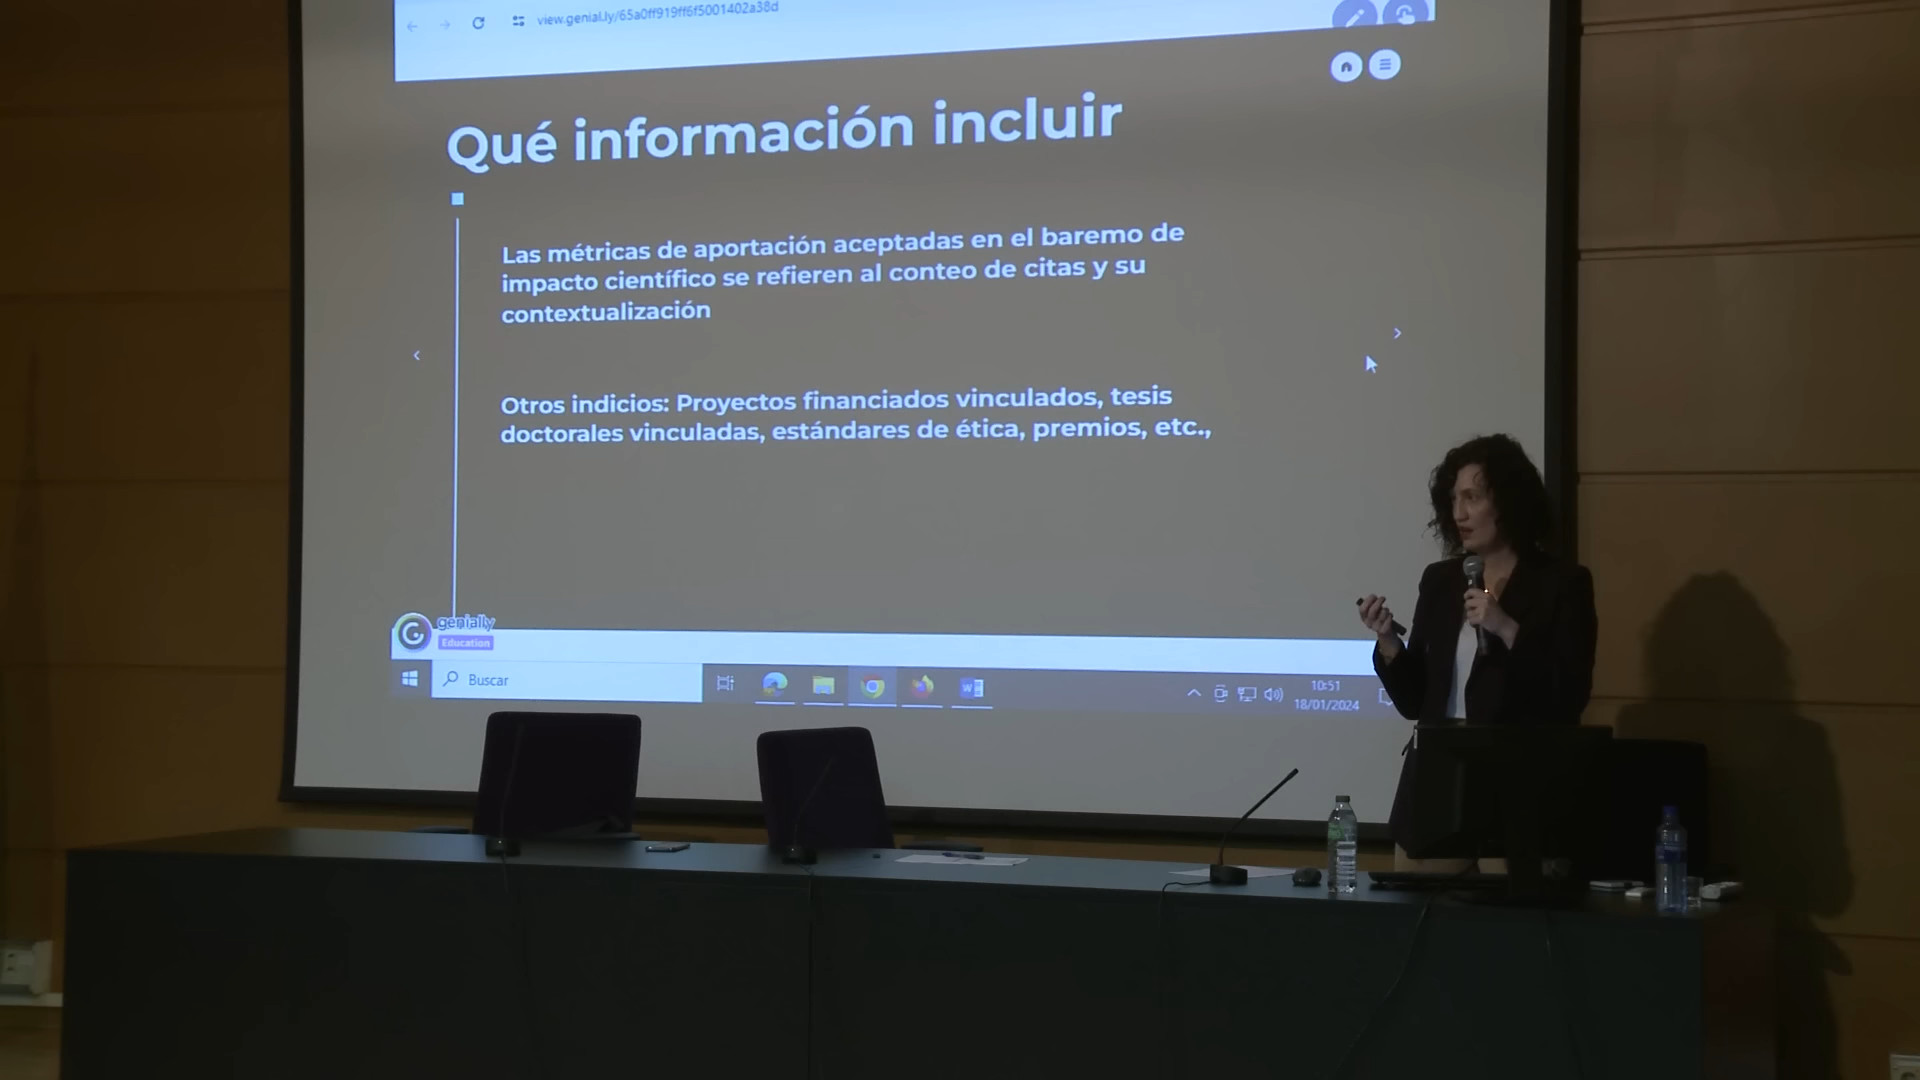 view.genial.ly/65a0ff919ff6f5001402a38d
Qué información incluir
Las métricas de aportación aceptadas en el baremo de
impacto científico se refieren al conteo de citas y su
contextualización
Otros indicios: Proyectos financiados vinculados, tesis
doctorales vinculadas, estándares de ética, premios, etc.,
genially
Education
Buscar
10:51
18/01/2024